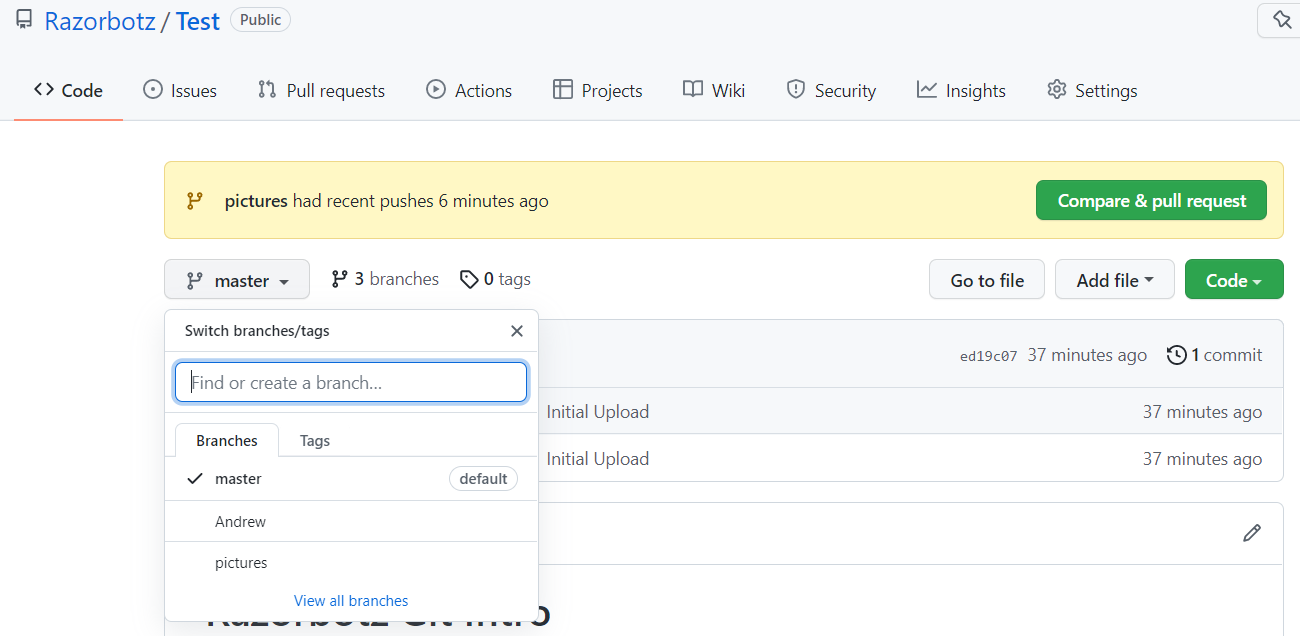 Razorbotz / Test Public
Code Issues Pull requests Actions Projects Wiki Security Insights Settings
pictures had recent pushes 6 minutes ago Compare & pull request
master 3 branches 0 tags Go to file Add file Code
Switch branches/tags
ed19c07 37 minutes ago 1 commit
Find or create a branch...
Initial Upload 37 minutes ago
Branches Tags
Initial Upload 37 minutes ago
master default
Andrew
pictures
View all branches
Razorbotz Git Intro